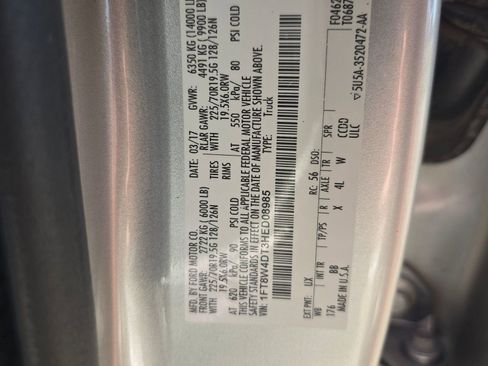 MFD. BY FORD MOTOR CO.
DATE: 03/17 GVWR: 6350 KG (14000 LB)
FRONT GAWR: 2722 KG (6000 LB) REAR GAWR: 4491 KG (9900 LB)
WITH 225/70R19.5G 128/126N TIRES WITH 225/70R19.5G 128/126N
19.5X6.0RW RIMS 19.5X6.0RW
AT 620 kPa/ 90 PSI COLD AT 550 kPa/ 80 PSI COLD
THIS VEHICLE CONFORMS TO ALL APPLICABLE FEDERAL MOTOR VEHICLE
SAFETY STANDARDS IN EFFECT ON THE DATE OF MANUFACTURE SHOWN ABOVE.
VIN: 1FT8W4DT3HED08985 TYPE: Truck
F0462
T0687
EXT PNT: UX RC: 56 DSO:
WB INT TR TP/PS R AXLE TR SPR
176 BB X 4L W CCDD
MADE IN U.S.A. ULC
5U5A-3520472-AA